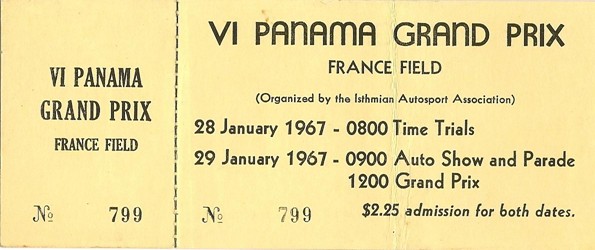 VI PANAMA
GRAND PRIX
FRANCE FIELD
№ 799
VI PANAMA GRAND PRIX
FRANCE FIELD
(Organized by the Isthmian Autosport Association)
28 January 1967 - 0800 Time Trials
29 January 1967 - 0900 Auto Show and Parade
1200 Grand Prix
№ 799
$2.25 admission for both dates.